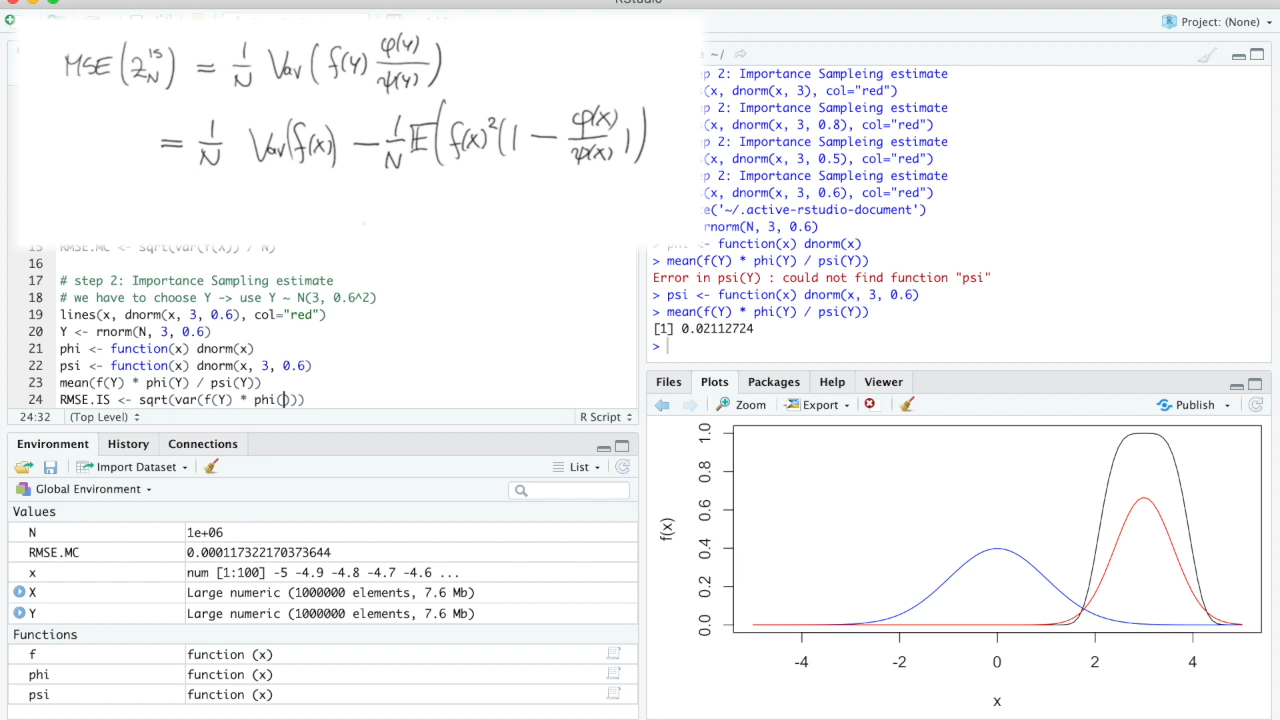 RStudio
Project: (None)
MSE(Z_N^IS) = 1/N Var(f(Y) φ(Y)/ψ(Y))
= 1/N Var(f(X)) − 1/N E(f(X)²(1 − φ(X)/ψ(X)))
15 RMSE.MC <- sqrt(var(f(X)) / N)
16
17 # step 2: Importance Sampling estimate
18 # we have to choose Y -> use Y ~ N(3, 0.6^2)
19 lines(x, dnorm(x, 3, 0.6), col="red")
20 Y <- rnorm(N, 3, 0.6)
21 phi <- function(x) dnorm(x)
22 psi <- function(x) dnorm(x, 3, 0.6)
23 mean(f(Y) * phi(Y) / psi(Y))
24 RMSE.IS <- sqrt(var(f(Y) * phi()))
24:32 (Top Level) R Script
Environment History Connections
Import Dataset List
Global Environment
Values
N 1e+06
RMSE.MC 0.000117322170373644
x num [1:100] -5 -4.9 -4.8 -4.7 -4.6 ...
X Large numeric (1000000 elements, 7.6 Mb)
Y Large numeric (1000000 elements, 7.6 Mb)
Functions
f function (x)
phi function (x)
psi function (x)
~/
ep 2: Importance Sampleing estimate
s(x, dnorm(x, 3), col="red")
ep 2: Importance Sampleing estimate
s(x, dnorm(x, 3, 0.8), col="red")
ep 2: Importance Sampleing estimate
s(x, dnorm(x, 3, 0.5), col="red")
ep 2: Importance Sampleing estimate
s(x, dnorm(x, 3, 0.6), col="red")
e('~/.active-rstudio-document')
rnorm(N, 3, 0.6)
> phi <- function(x) dnorm(x)
> mean(f(Y) * phi(Y) / psi(Y))
Error in psi(Y) : could not find function "psi"
> psi <- function(x) dnorm(x, 3, 0.6)
> mean(f(Y) * phi(Y) / psi(Y))
[1] 0.02112724
>
Files Plots Packages Help Viewer
Zoom Export Publish
f(x)
1.0
0.8
0.6
0.4
0.2
0.0
-4 -2 0 2 4
x